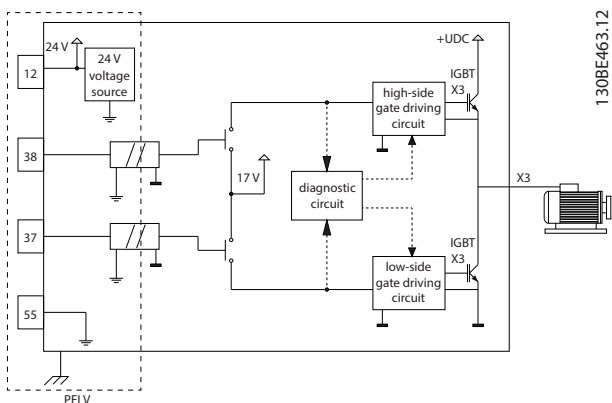 130BE463.12
+UDC
24 V
12
24 V
voltage
source
IGBT
X3
high-side
gate driving
circuit
38
17 V
diagnostic
circuit
X3
37
IGBT
X3
low-side
gate driving
circuit
55
PELV